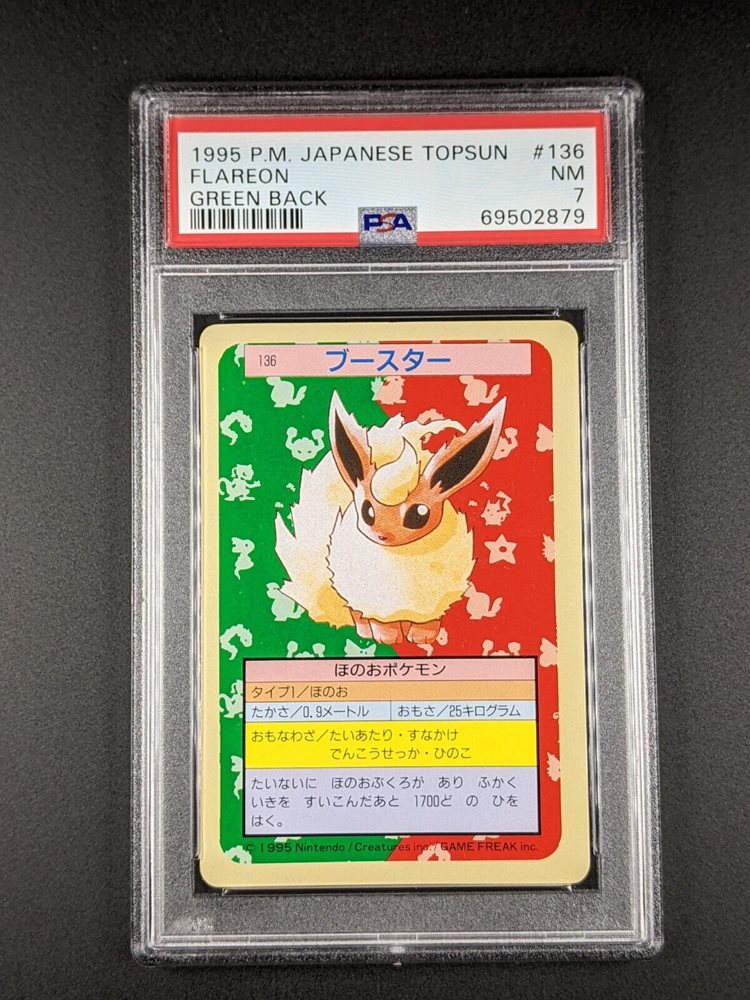 1995 P.M. JAPANESE TOPSUN #136
FLAREON NM
GREEN BACK 7
PSA 69502879
136 ブースター
ほのおポケモン
タイプ1／ほのお
たかさ／0.9メートル おもさ／25キログラム
おもなわざ／たいあたり・すなかけ
でんこうせっか・ひのこ
たいないに ほのおぶくろが あり ふかく
いきを すいこんだあと 1700ど の ひを
はく。
© 1995 Nintendo/Creatures inc./GAME FREAK inc.